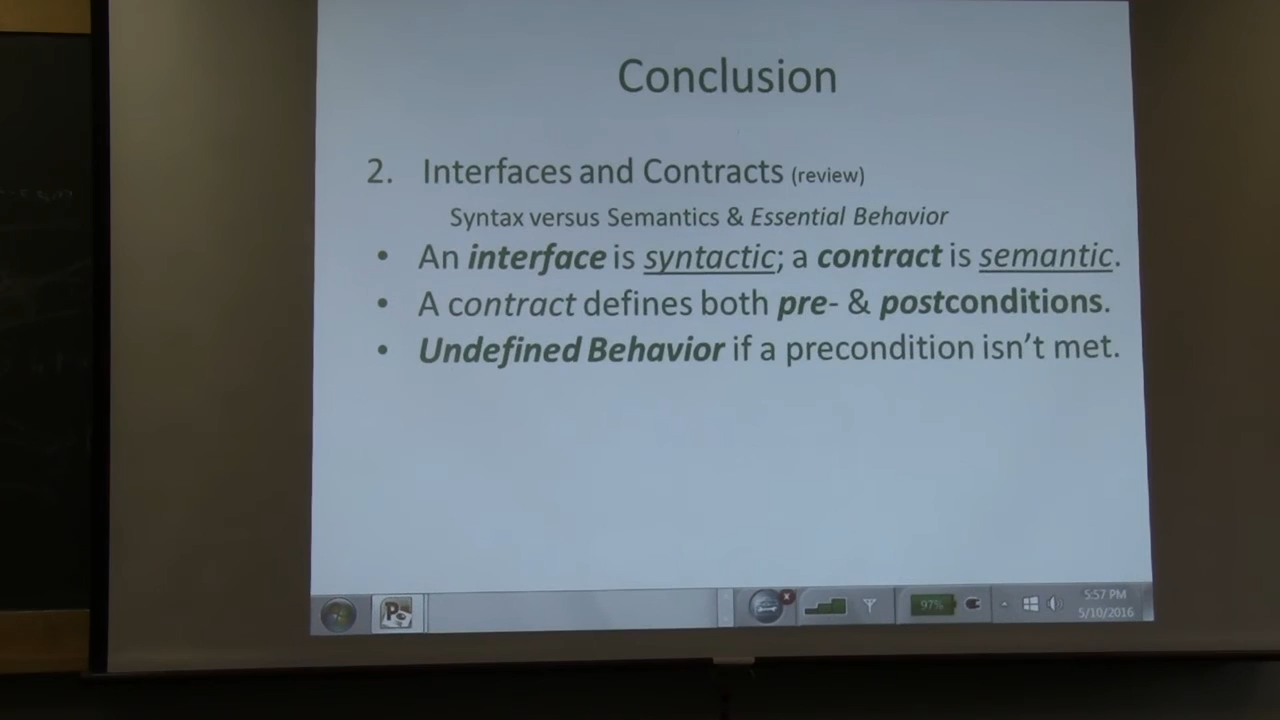 Conclusion
2. Interfaces and Contracts (review)
Syntax versus Semantics & Essential Behavior
• An interface is syntactic; a contract is semantic.
• A contract defines both pre- & postconditions.
• Undefined Behavior if a precondition isn't met.
P
97%
5:57 PM
5/10/2016